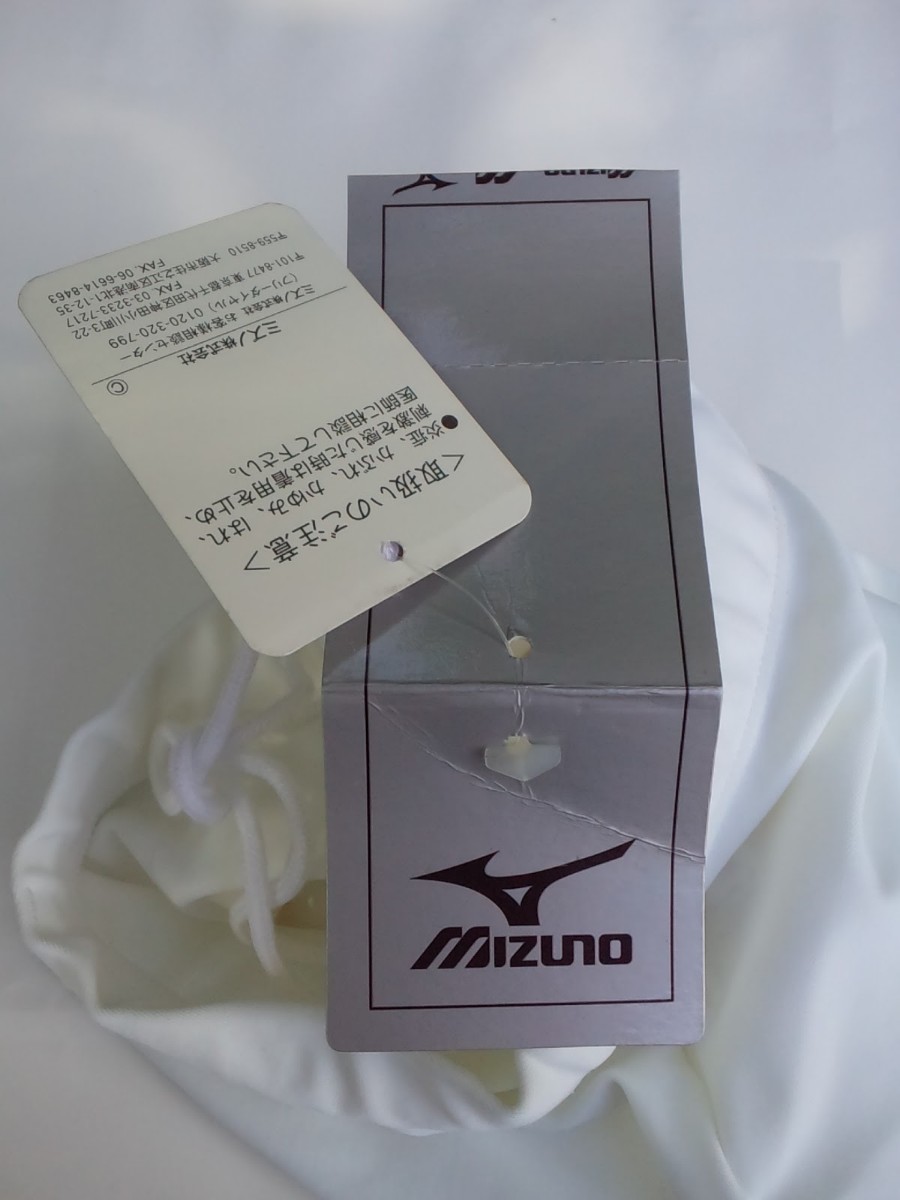 <取扱いのご注意>
●炎症、かぶれ、かゆみ、はれ、
刺激を感じた時は着用を止め、
医師に相談して下さい。
Ⓒ
ミズノ株式会社
ミズノ株式会社 お客様相談センター
(フリーダイヤル) 0120-320-799
〒101-8477 東京都千代田区神田小川町3-22
FAX 03-3233-7217
〒559-8510 大阪市住之江区南港北1-12-35
FAX 06-6614-8463
MIZUNO